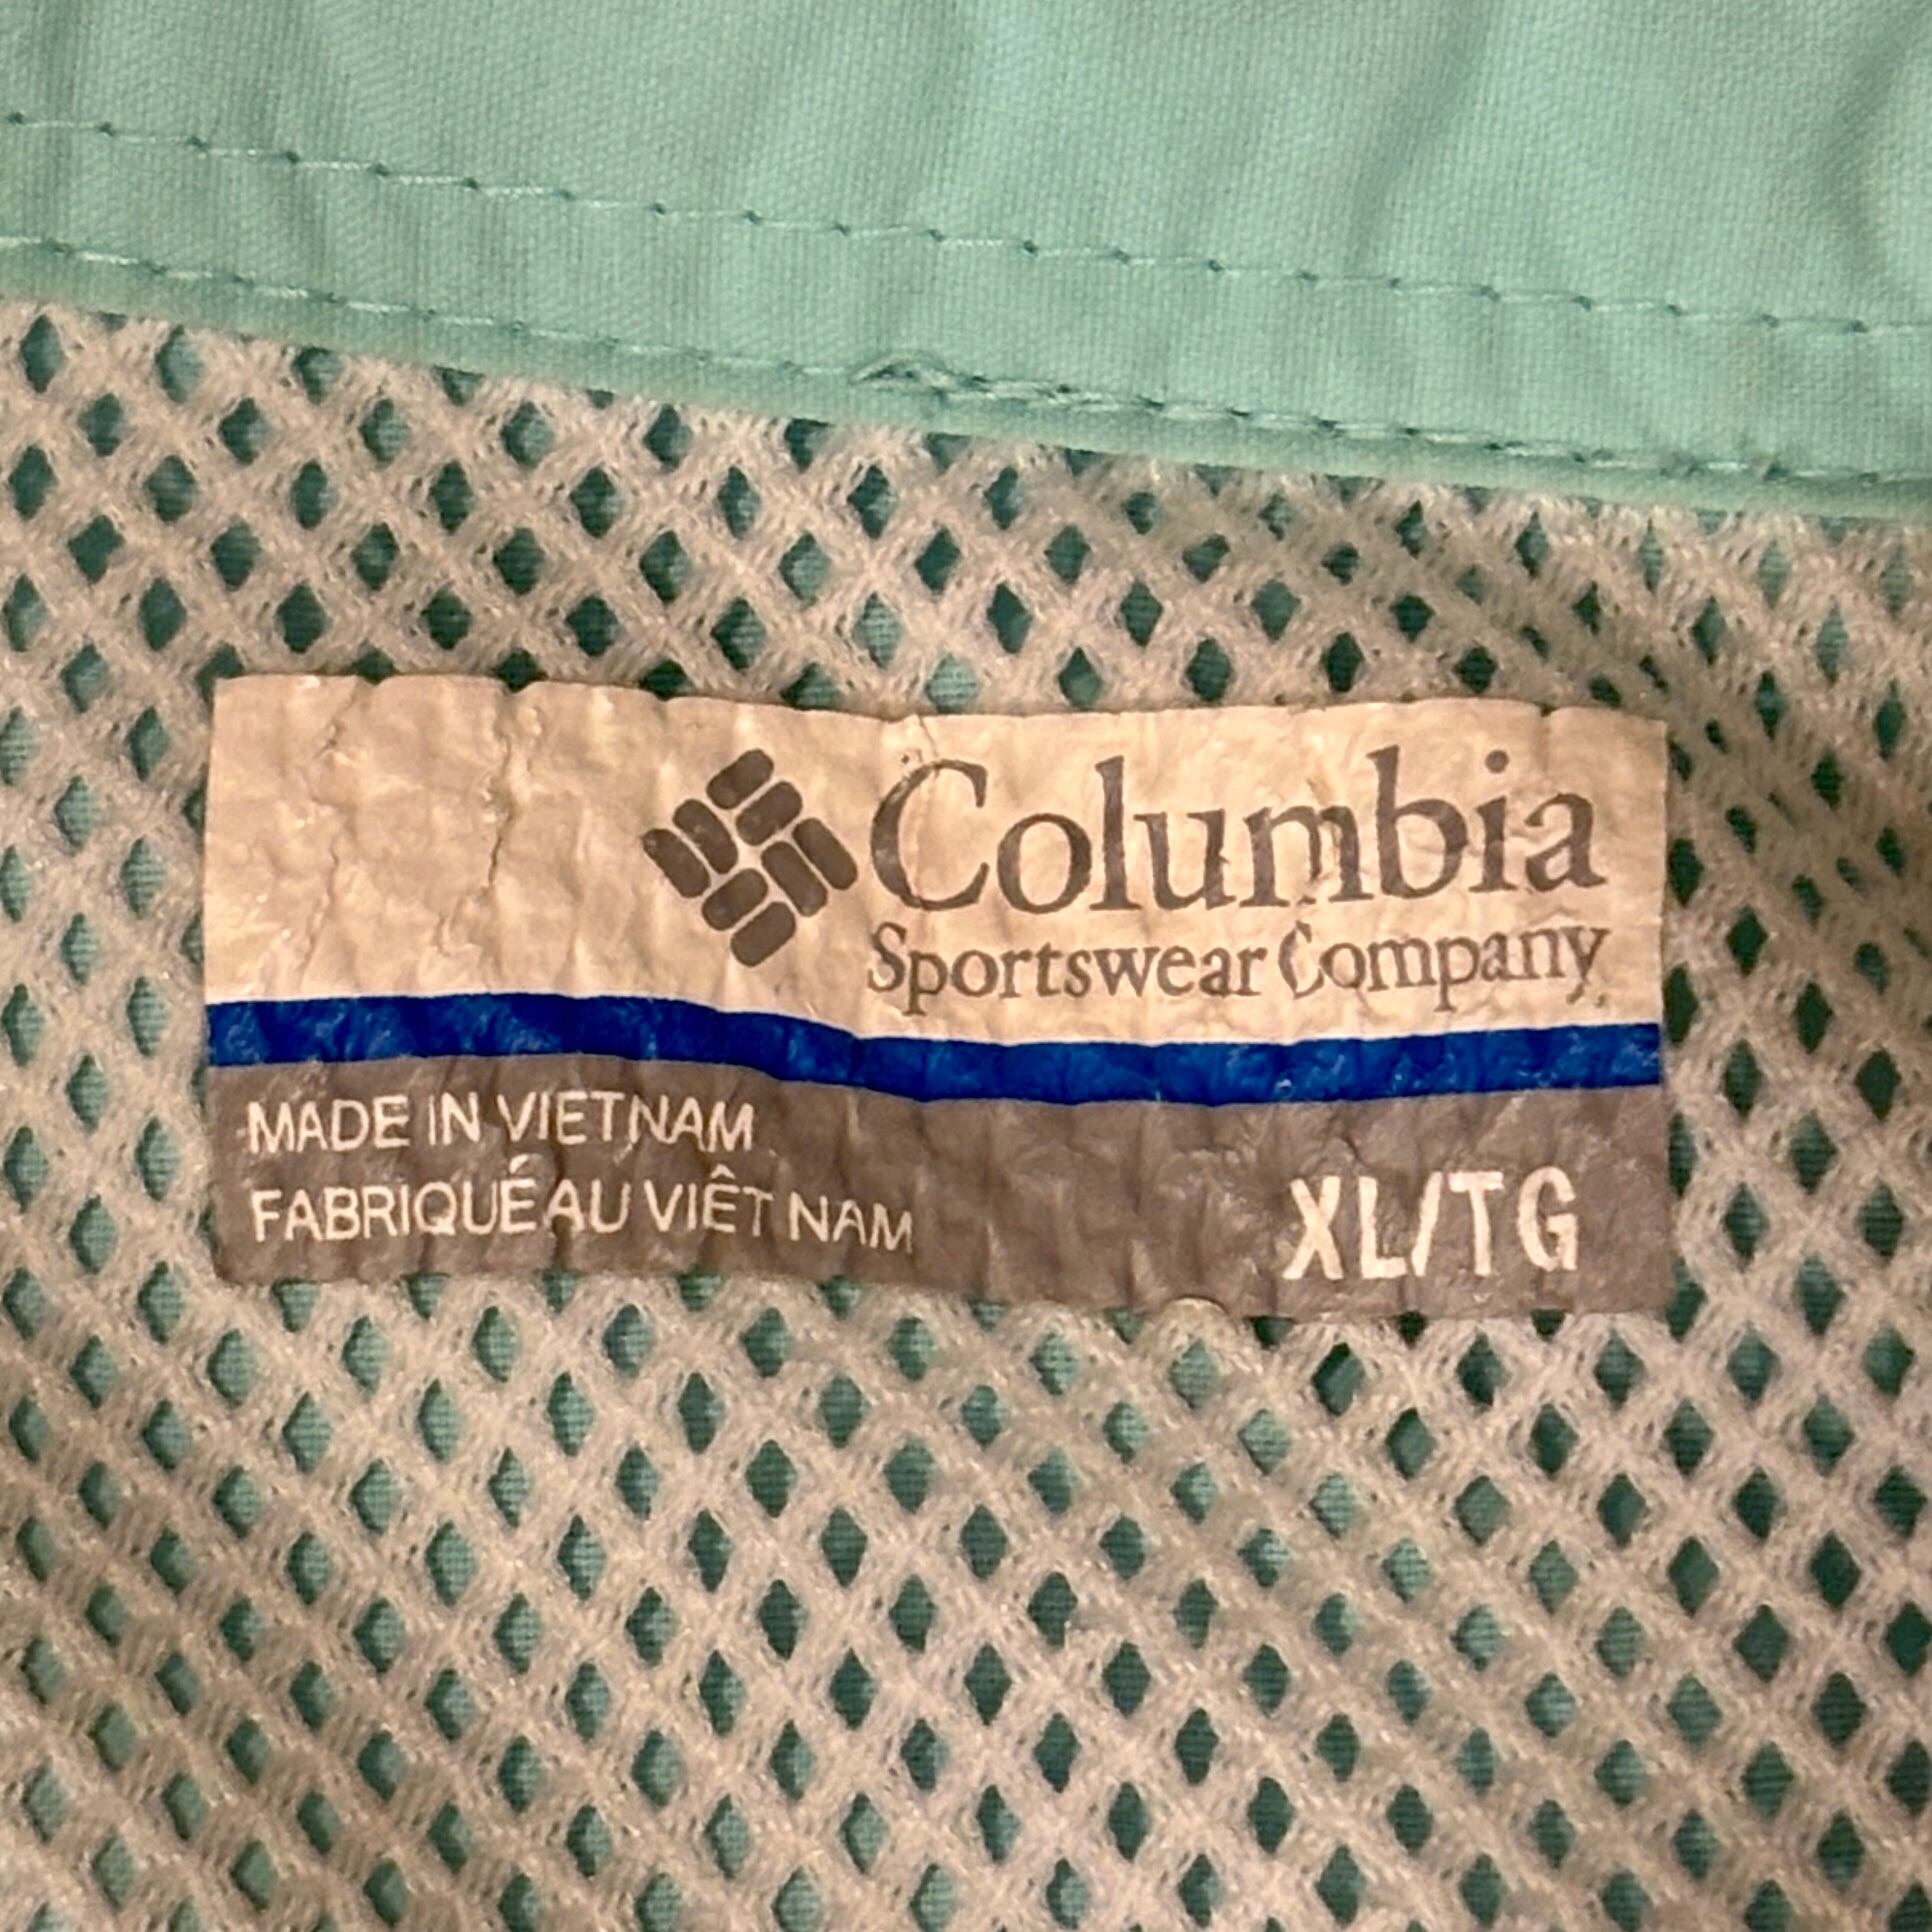 Columbia
Sportswear Company
MADE IN VIETNAM
FABRIQUÉ AU VIÊT NAM
XL/TG